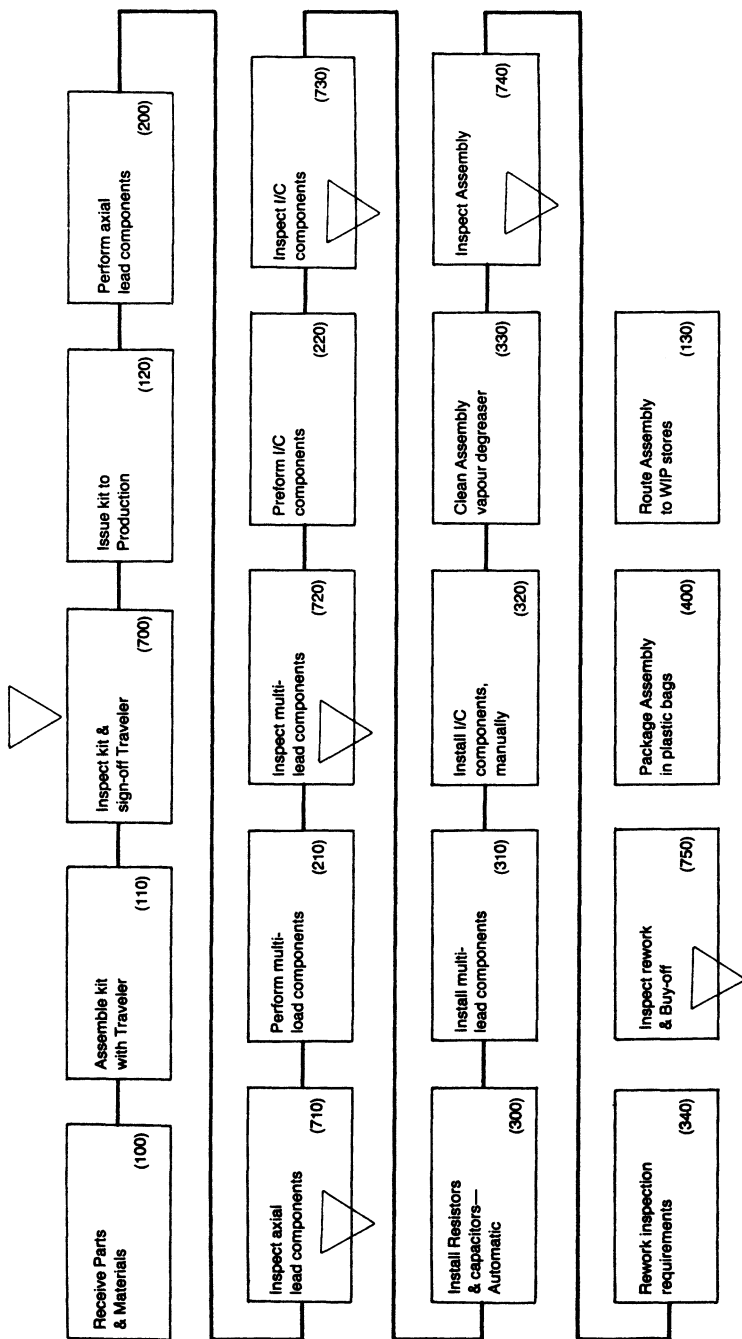 Receive Parts
& Materials
(100)
Assemble kit
with Traveler
(110)
Inspect kit &
sign-off Traveler
(700)
Issue kit to
Production
(120)
Perform axial
lead components
(200)
Inspect axial
lead components
(710)
Perform multi-
load components
(210)
Inspect multi-
lead components
(720)
Preform I/C
components
(220)
Inspect I/C
components
(730)
Install Resistors
& capacitors—
Automatic
(300)
Install multi-
lead components
(310)
Install I/C
components,
manually
(320)
Clean Assembly
vapour degreaser
(330)
Inspect Assembly
(740)
Rework inspection
requirements
(340)
Inspect rework
& Buy-off
(750)
Package Assembly
in plastic bags
(400)
Route Assembly
to WIP stores
(130)